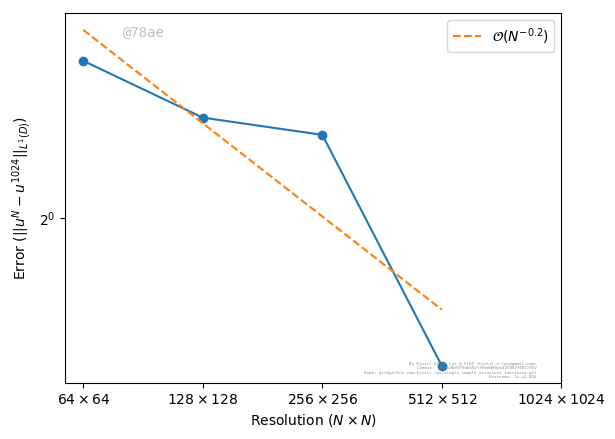 @78ae
𝒪(N^{-0.2})
Error (||u^N − u^{1024}||_{L^1(D)})
2^0
64 × 64 128 × 128 256 × 256 512 × 512 1024 × 1024
Resolution (N × N)